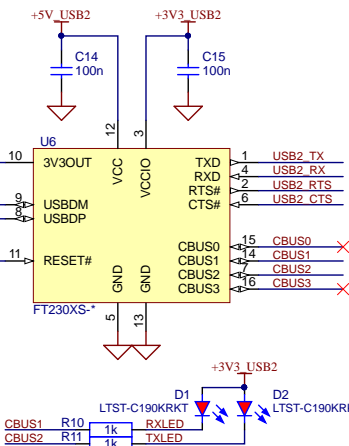 +5V_USB2 +3V3_USB2
C14 C15
100n 100n
U6
12 3
10 3V3OUT VCC VCCIO TXD 1 USB2_TX
RXD 4 USB2_RX
9 USBDM RTS# 2 USB2_RTS
8 USBDP CTS# 6 USB2_CTS
CBUS0 15 CBUS0
11 RESET# CBUS1 14 CBUS1
CBUS2 7 CBUS2
GND GND CBUS3 16 CBUS3
FT230XS-*
5 13
+3V3_USB2
D1 D2
LTST-C190KRKT LTST-C190KRK
CBUS1 R10 1k RXLED
CBUS2 R11 1k TXLED